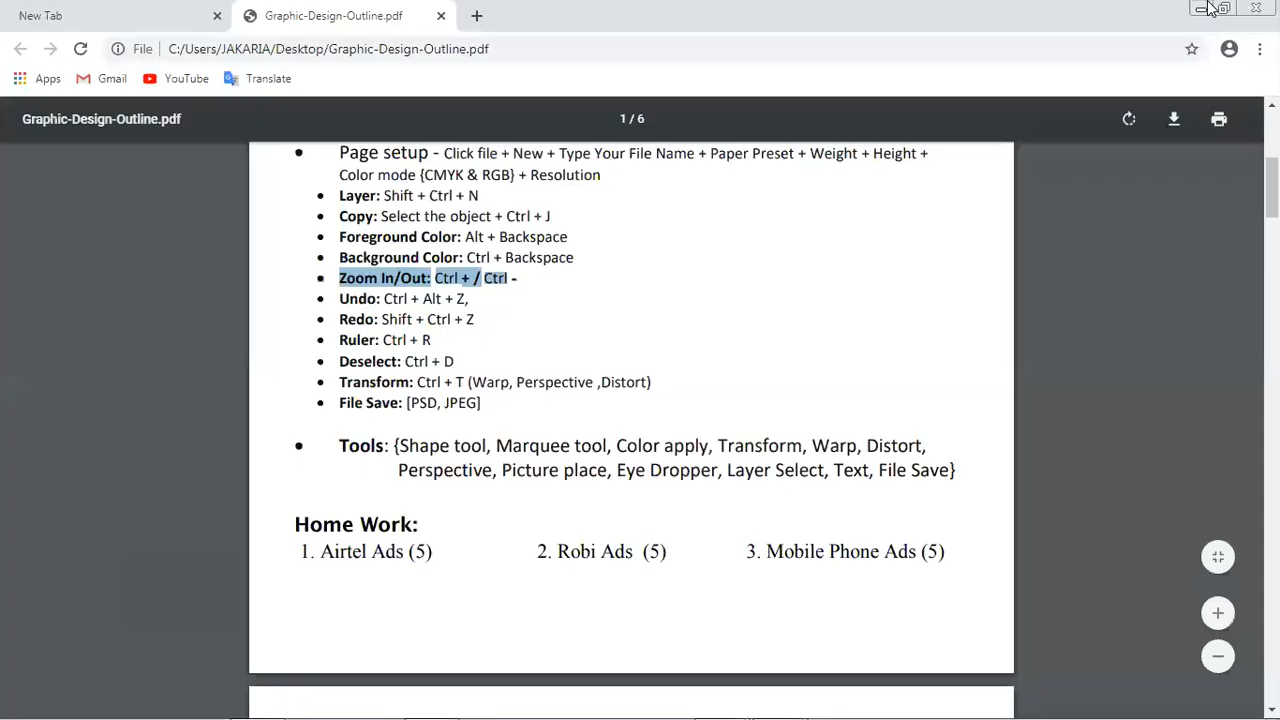 New Tab
Graphic-Design-Outline.pdf
File C:/Users/JAKARIA/Desktop/Graphic-Design-Outline.pdf
Apps Gmail YouTube Translate
Graphic-Design-Outline.pdf 1 / 6
• Page setup - Click file + New + Type Your File Name + Paper Preset + Weight + Height +
Color mode {CMYK & RGB} + Resolution
• Layer: Shift + Ctrl + N
• Copy: Select the object + Ctrl + J
• Foreground Color: Alt + Backspace
• Background Color: Ctrl + Backspace
• Zoom In/Out: Ctrl + / Ctrl -
• Undo: Ctrl + Alt + Z,
• Redo: Shift + Ctrl + Z
• Ruler: Ctrl + R
• Deselect: Ctrl + D
• Transform: Ctrl + T (Warp, Perspective ,Distort)
• File Save: [PSD, JPEG]
• Tools: {Shape tool, Marquee tool, Color apply, Transform, Warp, Distort,
Perspective, Picture place, Eye Dropper, Layer Select, Text, File Save}
Home Work:
1. Airtel Ads (5) 2. Robi Ads (5) 3. Mobile Phone Ads (5)